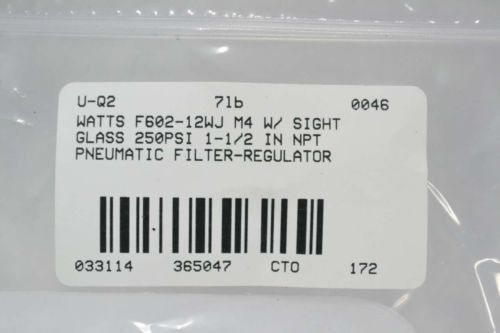 U-Q2 7lb 0046
WATTS F602-12WJ M4 W/ SIGHT
GLASS 250PSI 1-1/2 IN NPT
PNEUMATIC FILTER-REGULATOR
033114 365047 CTO 172